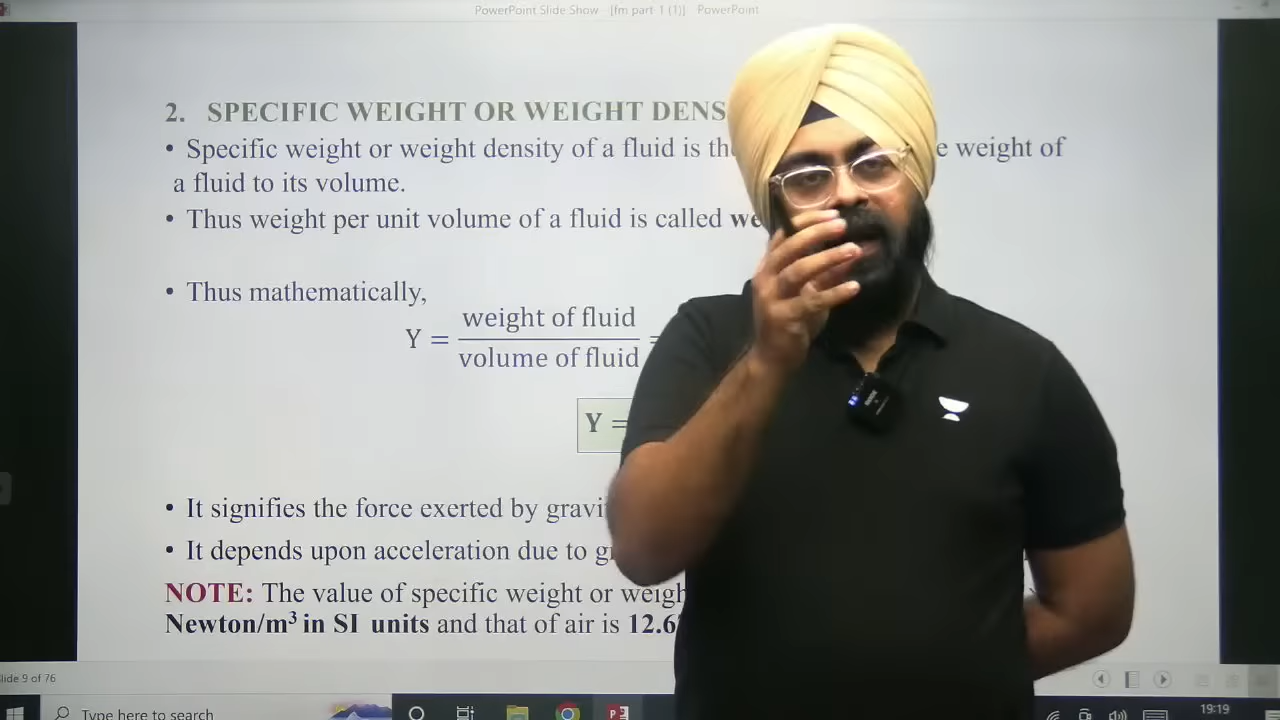 PowerPoint Slide Show - [fm part 1 (1)] - PowerPoint
2. SPECIFIC WEIGHT OR WEIGHT DENS
• Specific weight or weight density of a fluid is the e weight of
a fluid to its volume.
• Thus weight per unit volume of a fluid is called we
• Thus mathematically,
Y = weight of fluid
volume of fluid =
Y =
• It signifies the force exerted by gravi
• It depends upon acceleration due to g
NOTE: The value of specific weight or weigh
Newton/m³ in SI units and that of air is 12.6
lide 9 of 76
Type here to search
19:19